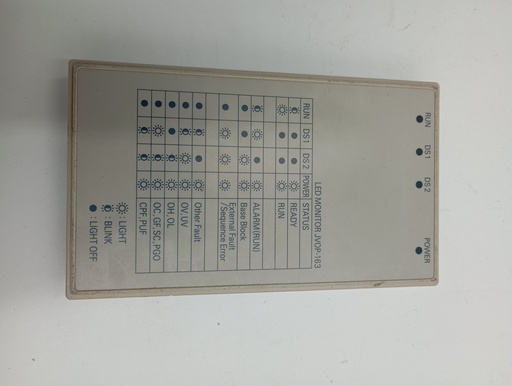 RUN DS1 DS2 POWER
LED MONITOR JVOP-163
RUN DS1 DS2 POWER STATUS
READY
RUN
ALARM(RUN)
Base Block
External Fault
/Sequence Error
Other Fault
OV,UV
OH,OL
OC,GF,SC,PGO
CPF,PUF
: LIGHT
: BLINK
: LIGHT OFF